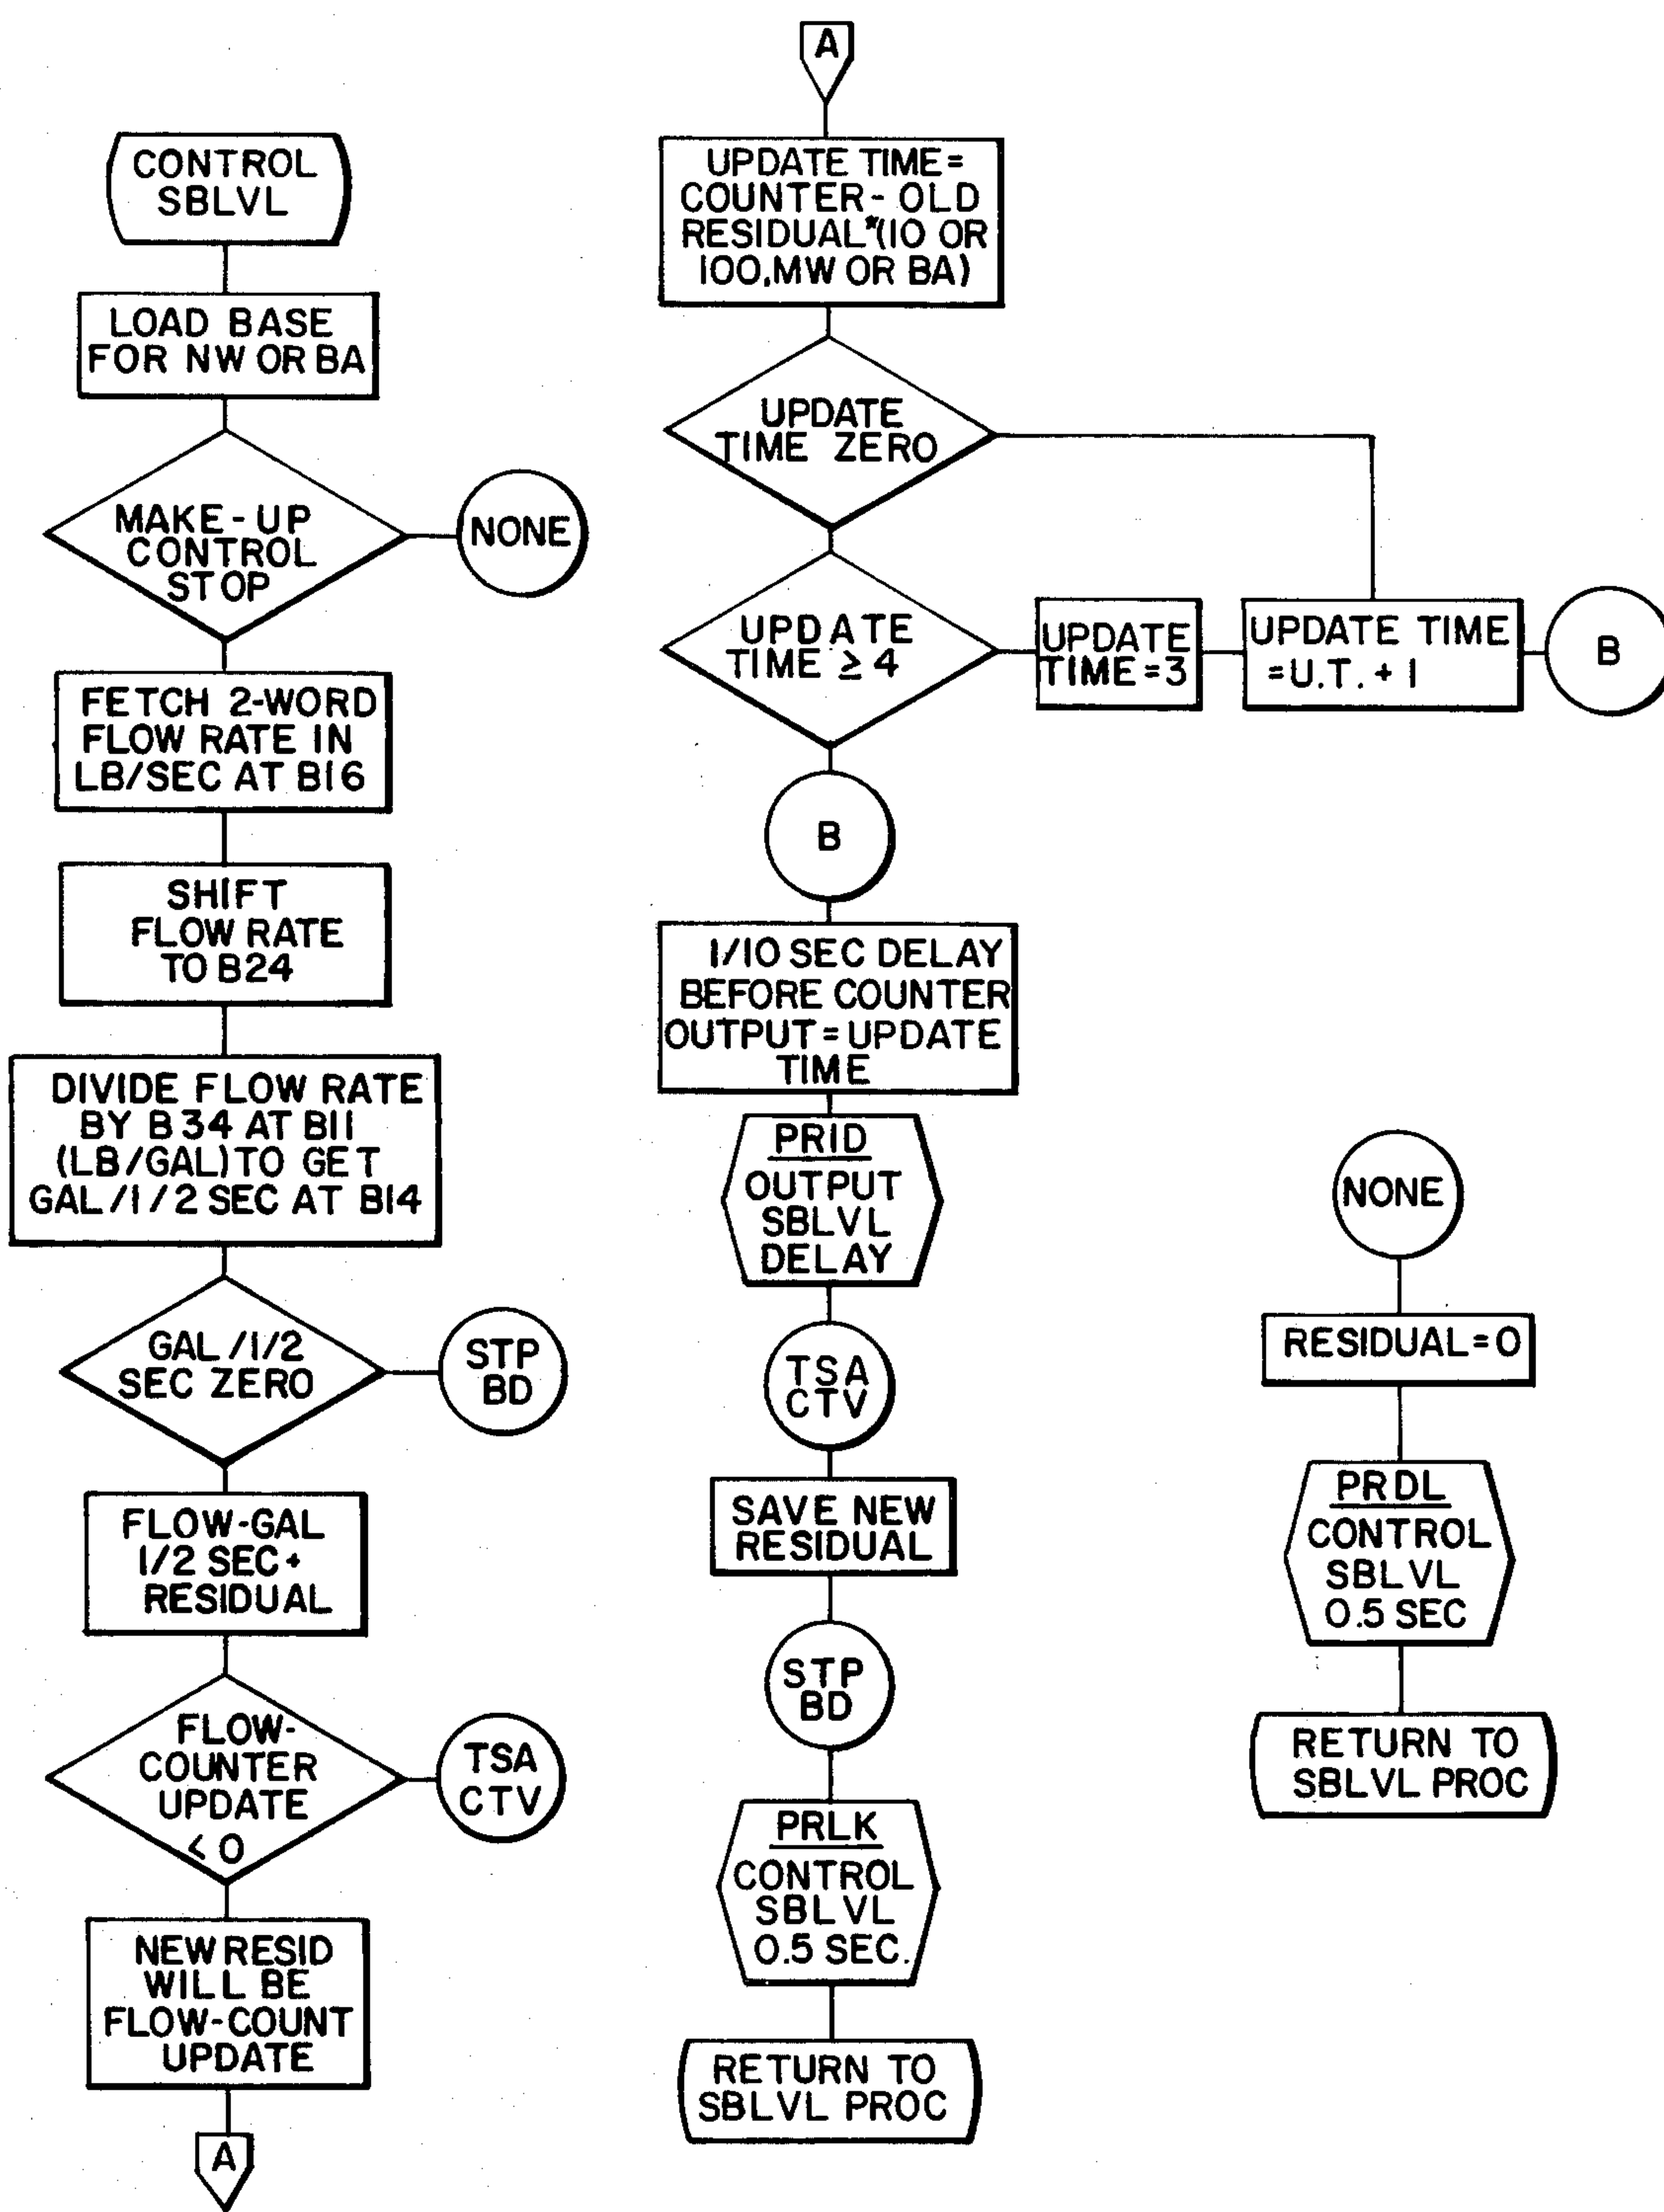 CONTROL
SBLVL
LOAD BASE
FOR NW OR BA
MAKE-UP
CONTROL
STOP
NONE
FETCH 2-WORD
FLOW RATE IN
LB/SEC AT B16
SHIFT
FLOW RATE
TO B24
DIVIDE FLOW RATE
BY B34 AT B11
(LB/GAL) TO GET
GAL/1/2 SEC AT B14
GAL/1/2
SEC ZERO
STP
BD
FLOW-GAL
1/2 SEC+
RESIDUAL
FLOW-
COUNTER
UPDATE
< 0
TSA
CTV
NEW RESID
WILL BE
FLOW-COUNT
UPDATE
A
A
UPDATE TIME=
COUNTER- OLD
RESIDUAL*(10 OR
100,MW OR BA)
UPDATE
TIME ZERO
UPDATE
TIME ≥ 4
UPDATE
TIME=3
UPDATE TIME
=U.T. + 1
B
B
1/10 SEC DELAY
BEFORE COUNTER
OUTPUT=UPDATE
TIME
PRID
OUTPUT
SBLVL
DELAY
TSA
CTV
SAVE NEW
RESIDUAL
STP
BD
PRLK
CONTROL
SBLVL
0.5 SEC.
RETURN TO
SBLVL PROC
NONE
RESIDUAL=0
PRDL
CONTROL
SBLVL
0.5 SEC
RETURN TO
SBLVL PROC